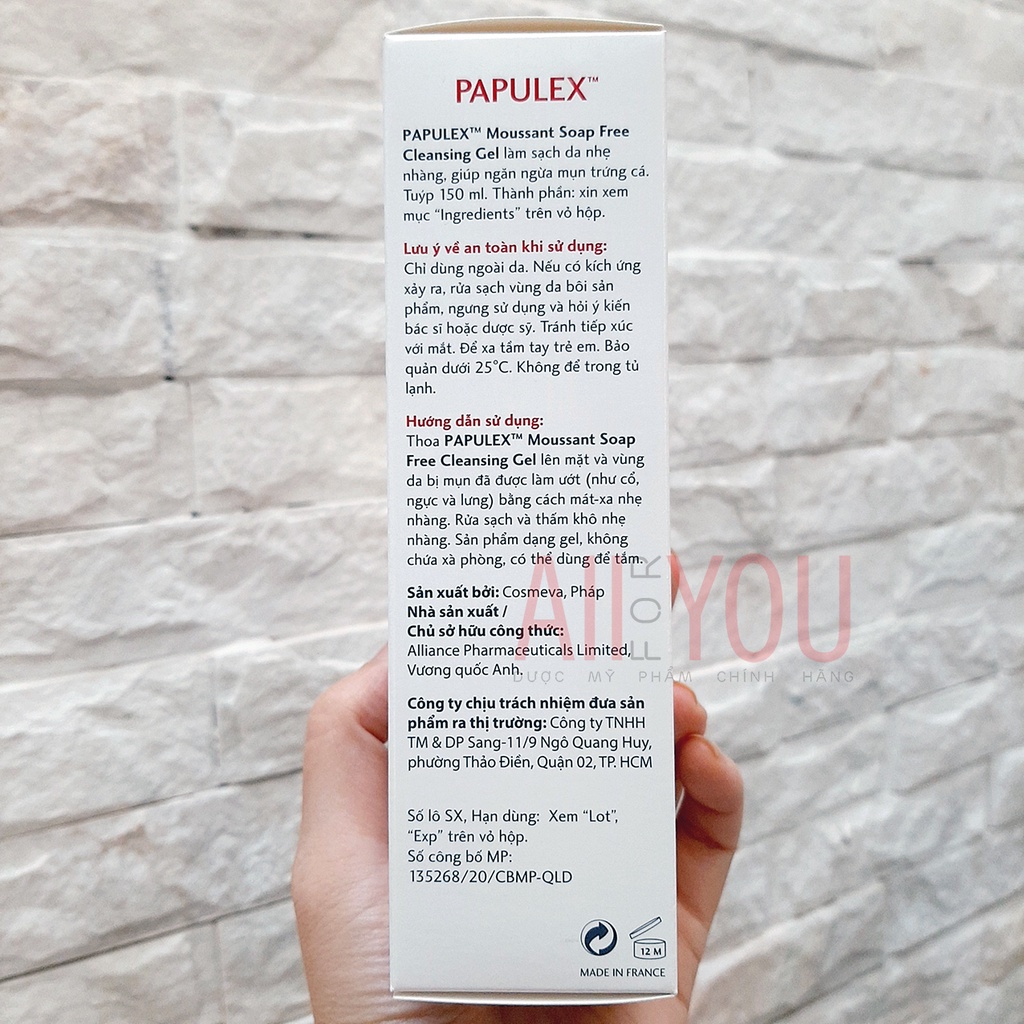 PAPULEX™
PAPULEX™ Moussant Soap Free
Cleansing Gel làm sạch da nhẹ
nhàng, giúp ngăn ngừa mụn trứng cá.
Tuýp 150 ml. Thành phần: xin xem
mục “Ingredients” trên vỏ hộp.
Lưu ý về an toàn khi sử dụng:
Chỉ dùng ngoài da. Nếu có kích ứng
xảy ra, rửa sạch vùng da bôi sản
phẩm, ngưng sử dụng và hỏi ý kiến
bác sĩ hoặc dược sỹ. Tránh tiếp xúc
với mắt. Để xa tầm tay trẻ em. Bảo
quản dưới 25°C. Không để trong tủ
lạnh.
Hướng dẫn sử dụng:
Thoa PAPULEX™ Moussant Soap
Free Cleansing Gel lên mặt và vùng
da bị mụn đã được làm ướt (như cổ,
ngực và lưng) bằng cách mát-xa nhẹ
nhàng. Rửa sạch và thấm khô nhẹ
nhàng. Sản phẩm dạng gel, không
chứa xà phòng, có thể dùng để tắm.
All FOR YOU
DƯỢC MỸ PHẨM CHÍNH HÃNG
Sản xuất bởi: Cosmeva, Pháp
Nhà sản xuất /
Chủ sở hữu công thức:
Alliance Pharmaceuticals Limited,
Vương quốc Anh.
Công ty chịu trách nhiệm đưa sản
phẩm ra thị trường: Công ty TNHH
TM & DP Sang-11/9 Ngô Quang Huy,
phường Thảo Điền, Quận 02, TP. HCM
Số lô SX, Hạn dùng: Xem “Lot”,
“Exp” trên vỏ hộp.
Số công bố MP:
135268/20/CBMP-QLD
12 M
MADE IN FRANCE